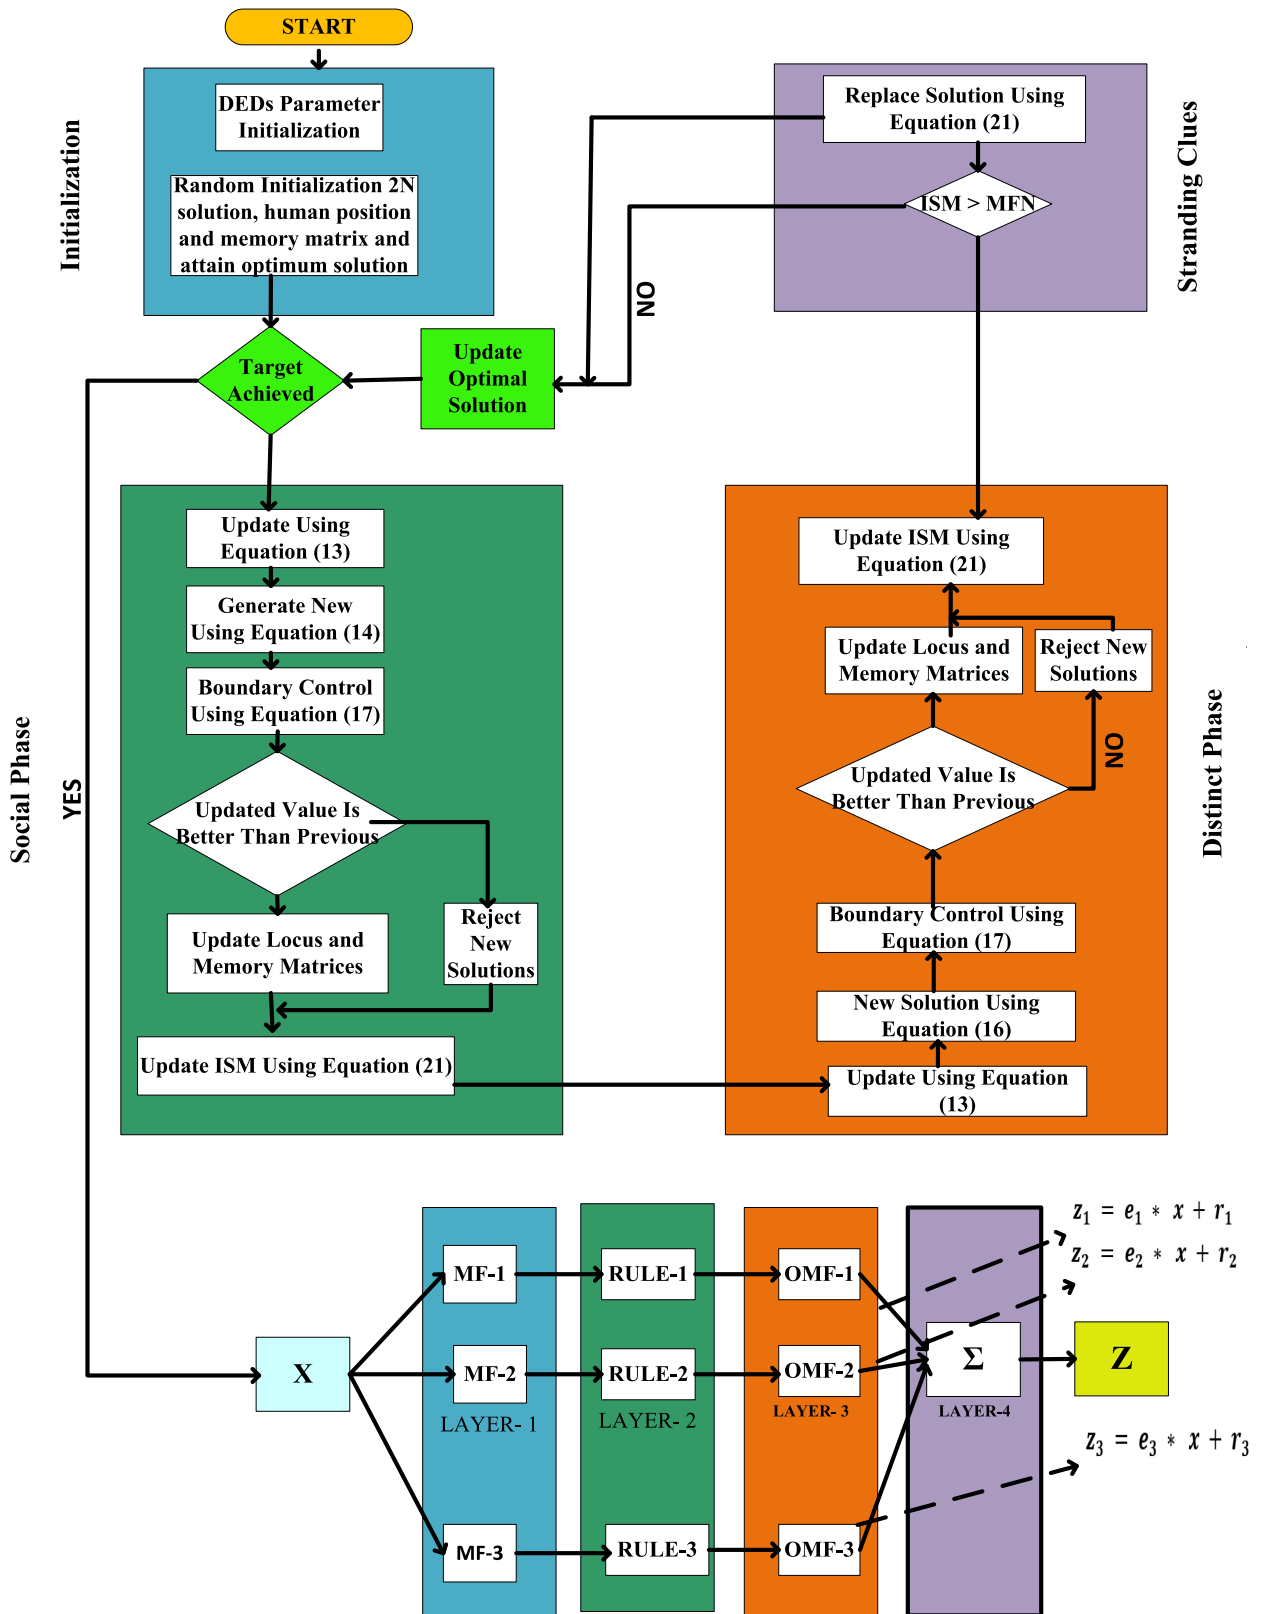 START
Initialization
DEDs Parameter
Initialization
Random Initialization 2N
solution, human position
and memory matrix and
attain optimum solution
Replace Solution Using
Equation (21)
ISM > MFN
Stranding Clues
NO
Target
Achieved
Update
Optimal
Solution
YES
Social Phase
Update Using
Equation (13)
Generate New
Using Equation (14)
Boundary Control
Using Equation (17)
Updated Value Is
Better Than Previous
Update Locus and
Memory Matrices
Reject
New
Solutions
Update ISM Using Equation (21)
Distinct Phase
Update ISM Using
Equation (21)
Update Locus and
Memory Matrices
Reject New
Solutions
NO
Updated Value Is
Better Than Previous
Boundary Control Using
Equation (17)
New Solution Using
Equation (16)
Update Using Equation
(13)
X
MF-1
MF-2
LAYER- 1
MF-3
RULE-1
RULE-2
LAYER- 2
RULE-3
OMF-1
OMF-2
LAYER- 3
OMF-3
Σ
LAYER-4
Z
z₁ = e₁ * x + r₁
z₂ = e₂ * x + r₂
z₃ = e₃ * x + r₃